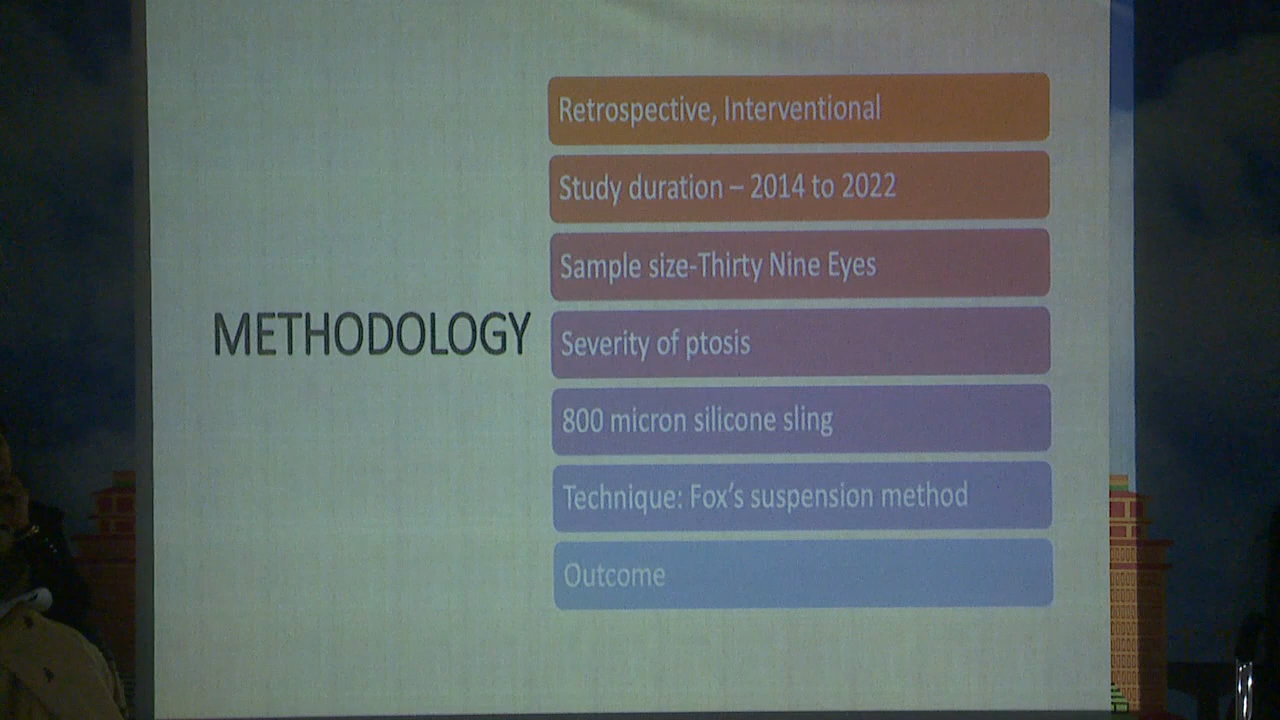 METHODOLOGY
Retrospective, Interventional
Study duration – 2014 to 2022
Sample size-Thirty Nine Eyes
Severity of ptosis
800 micron silicone sling
Technique: Fox's suspension method
Outcome